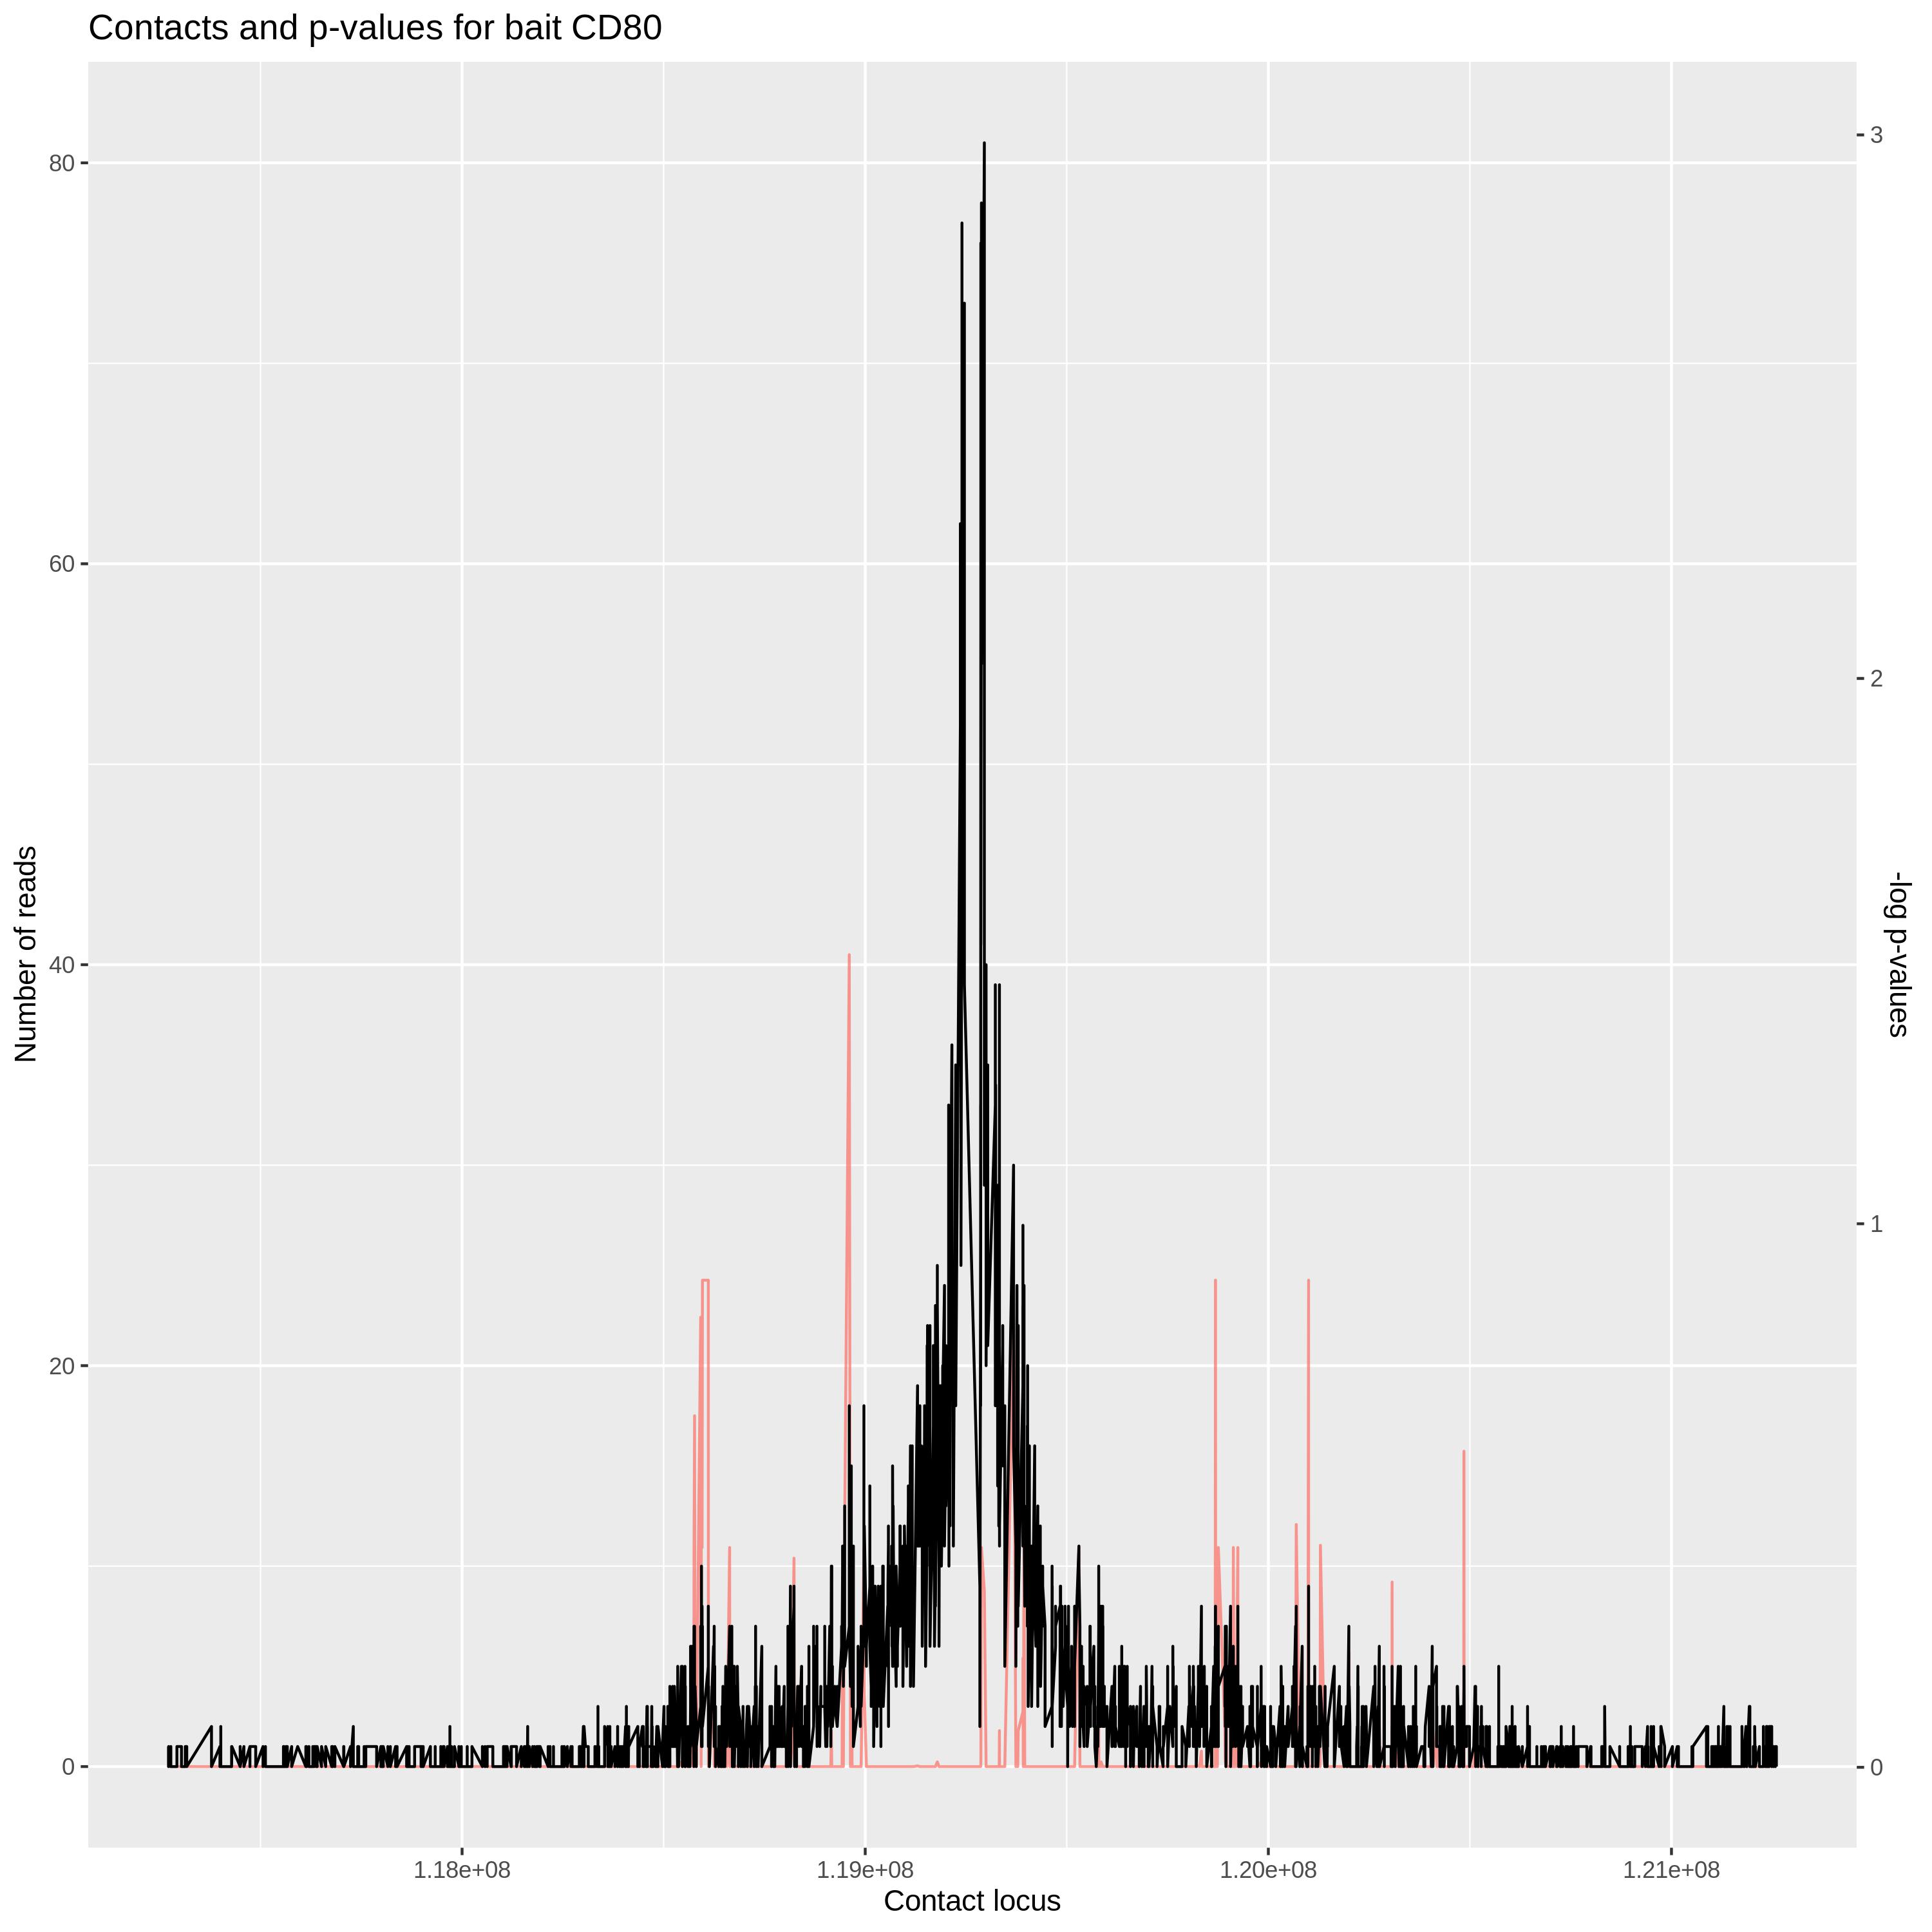 Contacts and p-values for bait CD80
80
60
40
20
0
3
2
1
0
Number of reads
-log p-values
1.18e+08
1.19e+08
1.20e+08
1.21e+08
Contact locus